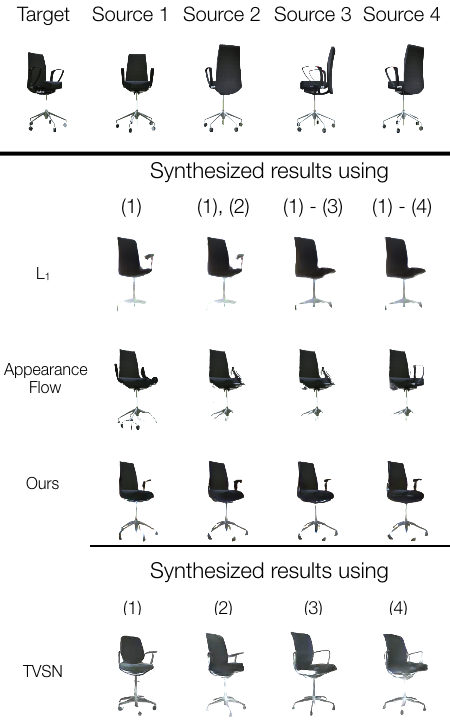 Target Source 1 Source 2 Source 3 Source 4
Synthesized results using
(1) (1), (2) (1) - (3) (1) - (4)
L₁
Appearance
Flow
Ours
Synthesized results using
(1) (2) (3) (4)
TVSN